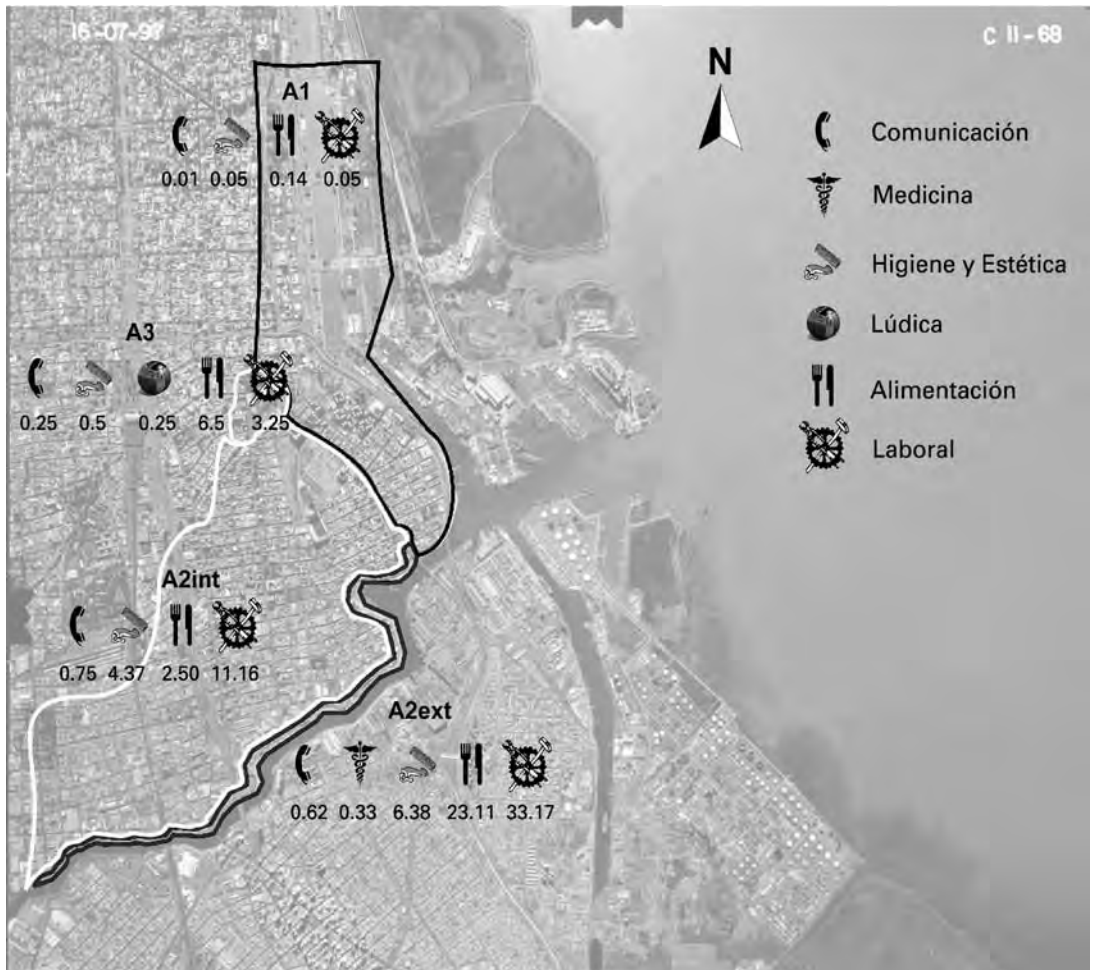 16-07-97
C II-68
N
Comunicación
Medicina
Higiene y Estética
Lúdica
Alimentación
Laboral
A1
0.01 0.05 0.14 0.05
A3
0.25 0.5 0.25 6.5 3.25
A2int
0.75 4.37 2.50 11.16
A2ext
0.62 0.33 6.38 23.11 33.17